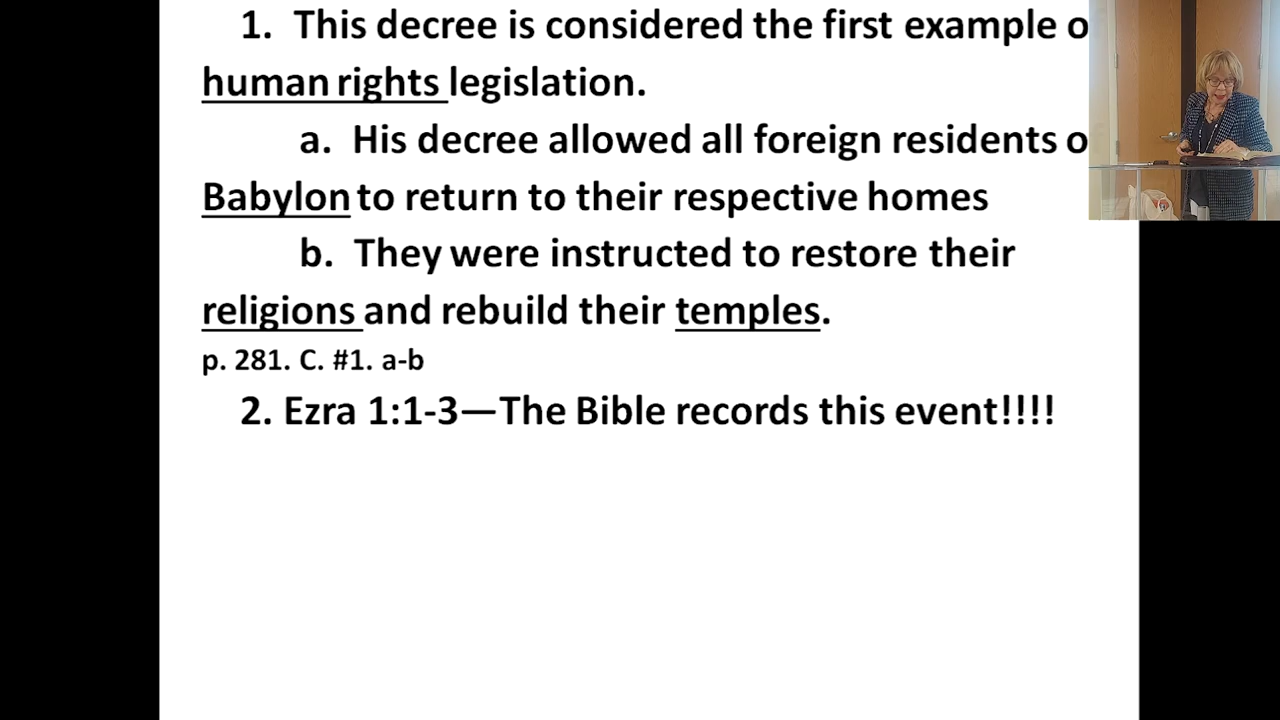 1. This decree is considered the first example o
human rights legislation.
a. His decree allowed all foreign residents o
Babylon to return to their respective homes
b. They were instructed to restore their
religions and rebuild their temples.
p. 281. C. #1. a-b
2. Ezra 1:1-3—The Bible records this event!!!!